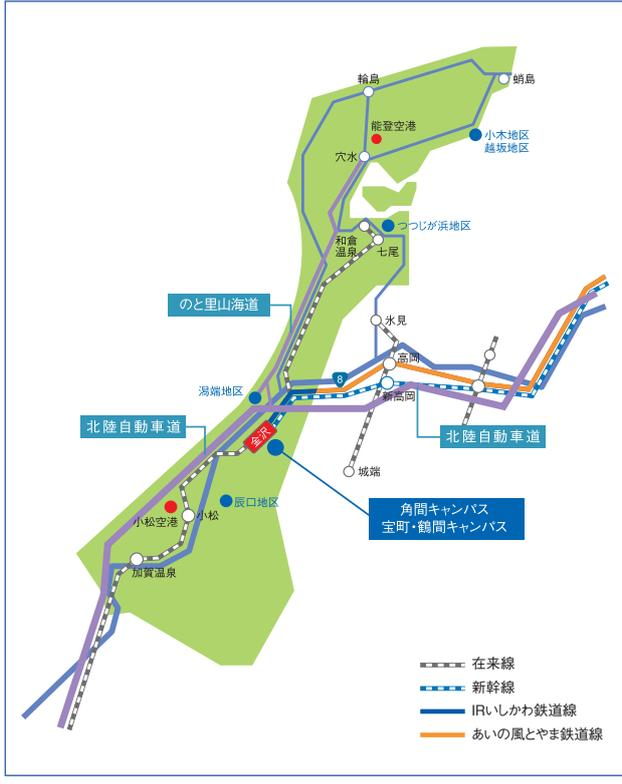 輪島
蛸島
能登空港
小木地区
越坂地区
穴水
つつじが浜地区
和倉
温泉
七尾
のと里山海道
氷見
高岡
8
新高岡
潟端地区
北陸自動車道
北陸自動車道
金沢
城端
角間キャンパス
宝町・鶴間キャンパス
辰口地区
小松空港
小松
加賀温泉
在来線
新幹線
IRいしかわ鉄道線
あいの風とやま鉄道線